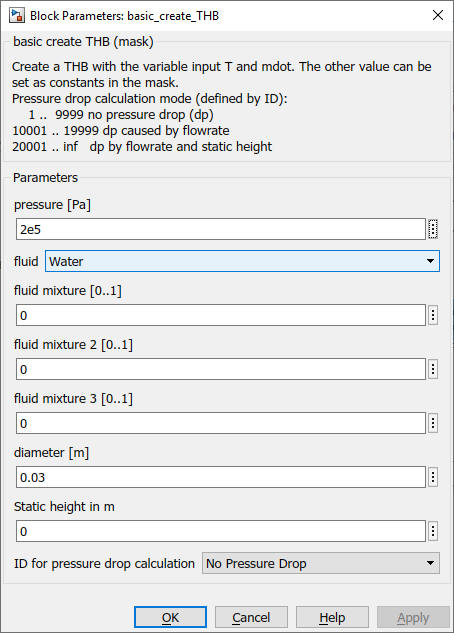 Block Parameters: basic_create_THB
basic create THB (mask)
Create a THB with the variable input T and mdot. The other value can be
set as constants in the mask.
Pressure drop calculation mode (defined by ID):
1 .. 9999 no pressure drop (dp)
10001 .. 19999 dp caused by flowrate
20001 .. inf dp by flowrate and static height
Parameters
pressure [Pa]
2e5
fluid Water
fluid mixture [0..1]
0
fluid mixture 2 [0..1]
0
fluid mixture 3 [0..1]
0
diameter [m]
0.03
Static height in m
0
ID for pressure drop calculation No Pressure Drop
OK Cancel Help Apply